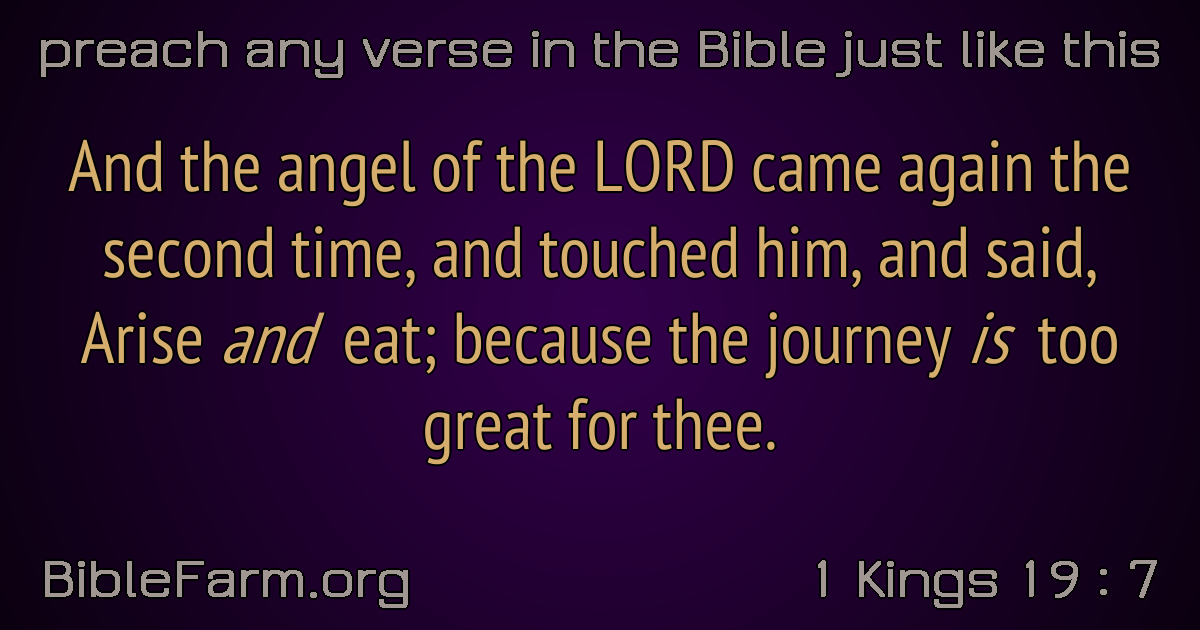 preach any verse in the Bible just like this
And the angel of the LORD came again the
second time, and touched him, and said,
Arise and eat; because the journey is too
great for thee.
BibleFarm.org
1 Kings 19 : 7